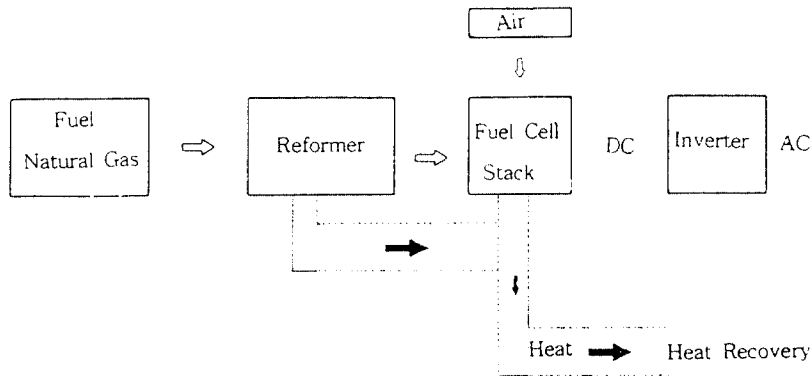 Air
Fuel
Natural Gas
Reformer
Fuel Cell
Stack
DC
Inverter
AC
Heat
Heat Recovery